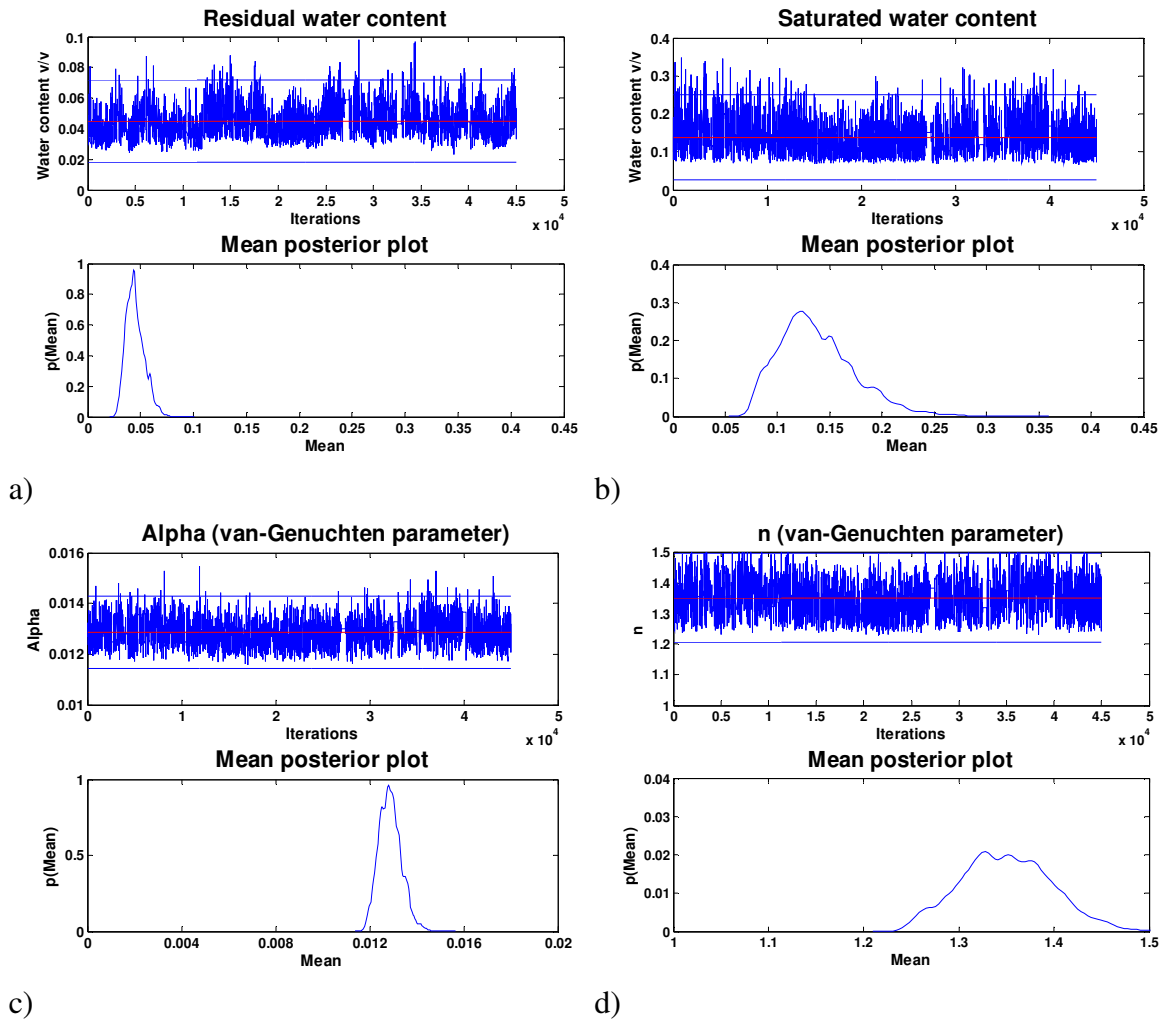 Residual water content
0.1
0.08
0.06
0.04
0.02
0
Water content v/v
0 0.5 1 1.5 2 2.5 3 3.5 4 4.5 5
Iterations
x 10^4
Mean posterior plot
1
0.8
0.6
0.4
0.2
0
p(Mean)
0 0.05 0.1 0.15 0.2 0.25 0.3 0.35 0.4 0.45
Mean
a)
Saturated water content
0.4
0.3
0.2
0.1
0
Water content v/v
0 1 2 3 4 5
Iterations
x 10^4
Mean posterior plot
0.4
0.3
0.2
0.1
0
p(Mean)
0 0.05 0.1 0.15 0.2 0.25 0.3 0.35 0.4 0.45
Mean
b)
Alpha (van-Genuchten parameter)
0.016
0.014
0.012
0.01
Alpha
0 1 2 3 4 5
Iterations
x 10^4
Mean posterior plot
1
0.5
0
p(Mean)
0 0.004 0.008 0.012 0.016 0.02
Mean
c)
n (van-Genuchten parameter)
1.5
1.4
1.3
1.2
1.1
1
n
0 0.5 1 1.5 2 2.5 3 3.5 4 4.5 5
Iterations
x 10^4
Mean posterior plot
0.04
0.03
0.02
0.01
0
p(Mean)
1 1.1 1.2 1.3 1.4 1.5
Mean
d)